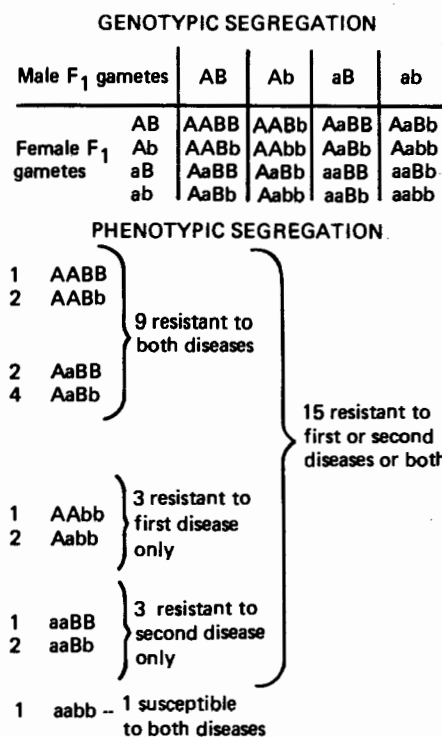 GENOTYPIC SEGREGATION
Male F1 gametes AB Ab aB ab
AB AABB AABb AaBB AaBb
Female F1 Ab AABb AAbb AaBb Aabb
gametes aB AaBB AaBb aaBB aaBb
ab AaBb Aabb aaBb aabb
PHENOTYPIC SEGREGATION
1 AABB
2 AABb
9 resistant to
both diseases
2 AaBB
4 AaBb
15 resistant to
first or second
diseases or both
1 AAbb
2 Aabb
3 resistant to
first disease
only
1 aaBB
2 aaBb
3 resistant to
second disease
only
1 aabb -- 1 susceptible
to both diseases